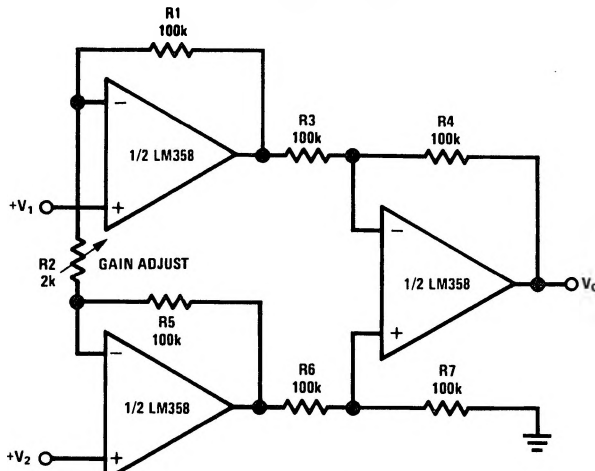 R1
100k
−
1/2 LM358
+
+V1
R3
100k
R4
100k
R2
2k
GAIN ADJUST
−
1/2 LM358
+
R5
100k
−
1/2 LM358
+
+V2
R6
100k
R7
100k